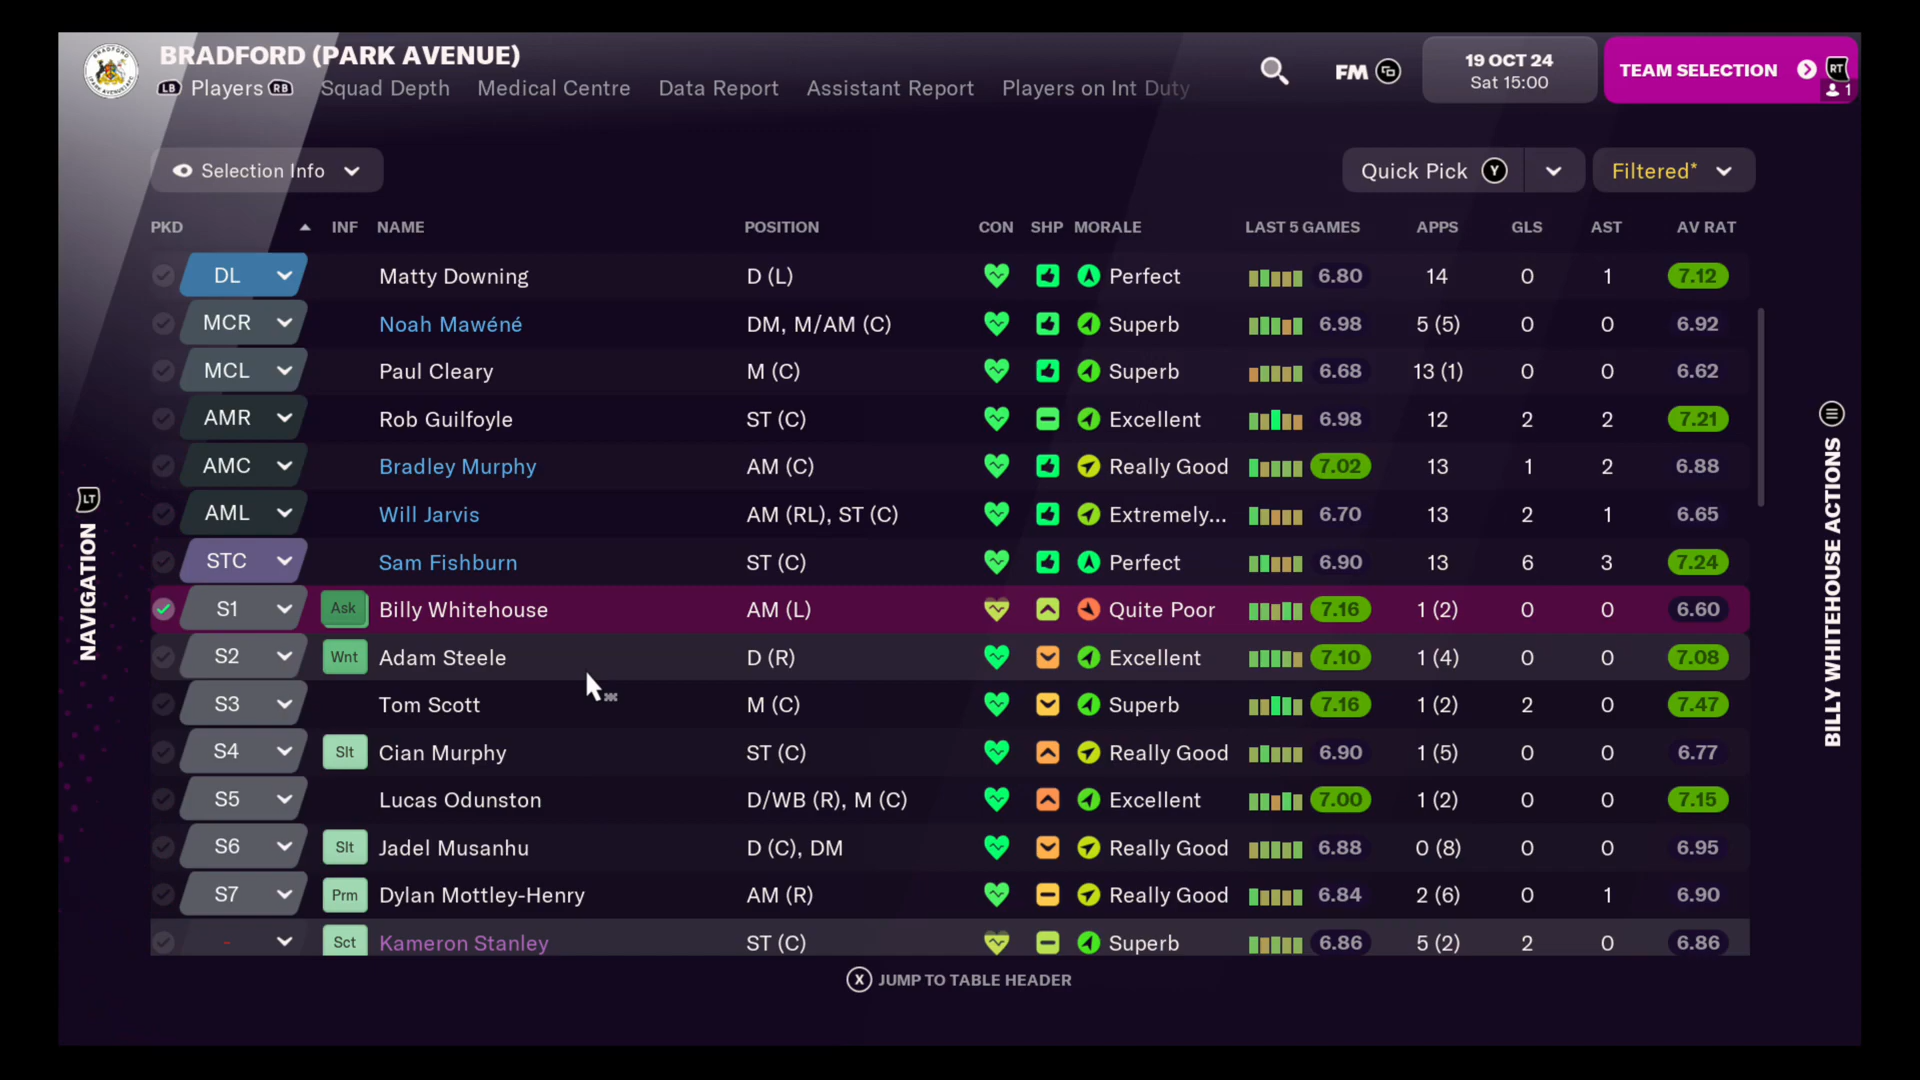 BRADFORD (PARK AVENUE)
LB Players RB Squad Depth Medical Centre Data Report Assistant Report Players on Int Duty
FM
19 OCT 24
Sat 15:00
TEAM SELECTION RT
1
Selection Info
Quick Pick Y
Filtered*
PKD INF NAME POSITION CON SHP MORALE LAST 5 GAMES APPS GLS AST AV RAT
DL Matty Downing D (L) Perfect 6.80 14 0 1 7.12
MCR Noah Mawéné DM, M/AM (C) Superb 6.98 5 (5) 0 0 6.92
MCL Paul Cleary M (C) Superb 6.68 13 (1) 0 0 6.62
AMR Rob Guilfoyle ST (C) Excellent 6.98 12 2 2 7.21
AMC Bradley Murphy AM (C) Really Good 7.02 13 1 2 6.88
AML Will Jarvis AM (RL), ST (C) Extremely... 6.70 13 2 1 6.65
STC Sam Fishburn ST (C) Perfect 6.90 13 6 3 7.24
S1 Ask Billy Whitehouse AM (L) Quite Poor 7.16 1 (2) 0 0 6.60
S2 Wnt Adam Steele D (R) Excellent 7.10 1 (4) 0 0 7.08
S3 Tom Scott M (C) Superb 7.16 1 (2) 2 0 7.47
S4 Slt Cian Murphy ST (C) Really Good 6.90 1 (5) 0 0 6.77
S5 Lucas Odunston D/WB (R), M (C) Excellent 7.00 1 (2) 0 0 7.15
S6 Slt Jadel Musanhu D (C), DM Really Good 6.88 0 (8) 0 0 6.95
S7 Prm Dylan Mottley-Henry AM (R) Really Good 6.84 2 (6) 0 1 6.90
- Sct Kameron Stanley ST (C) Superb 6.86 5 (2) 2 0 6.86
X JUMP TO TABLE HEADER
LT
NAVIGATION
BILLY WHITEHOUSE ACTIONS